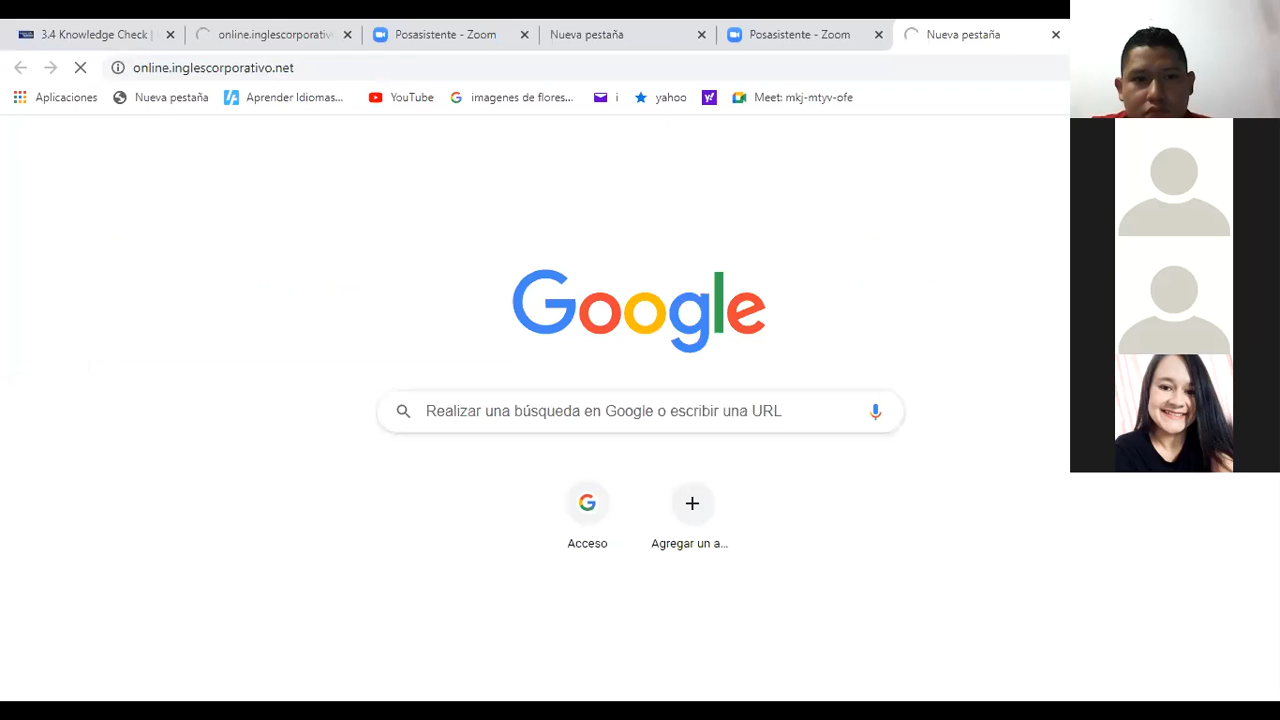 3.4 Knowledge Check |
online.inglescorporativ
Posasistente - Zoom
Nueva pestaña
Posasistente - Zoom
Nueva pestaña
online.inglescorporativo.net
Aplicaciones
Nueva pestaña
Aprender Idiomas...
YouTube
imagenes de flores...
i
yahoo
Meet: mkj-mtyv-ofe
Google
Realizar una búsqueda en Google o escribir una URL
Acceso
Agregar un a...